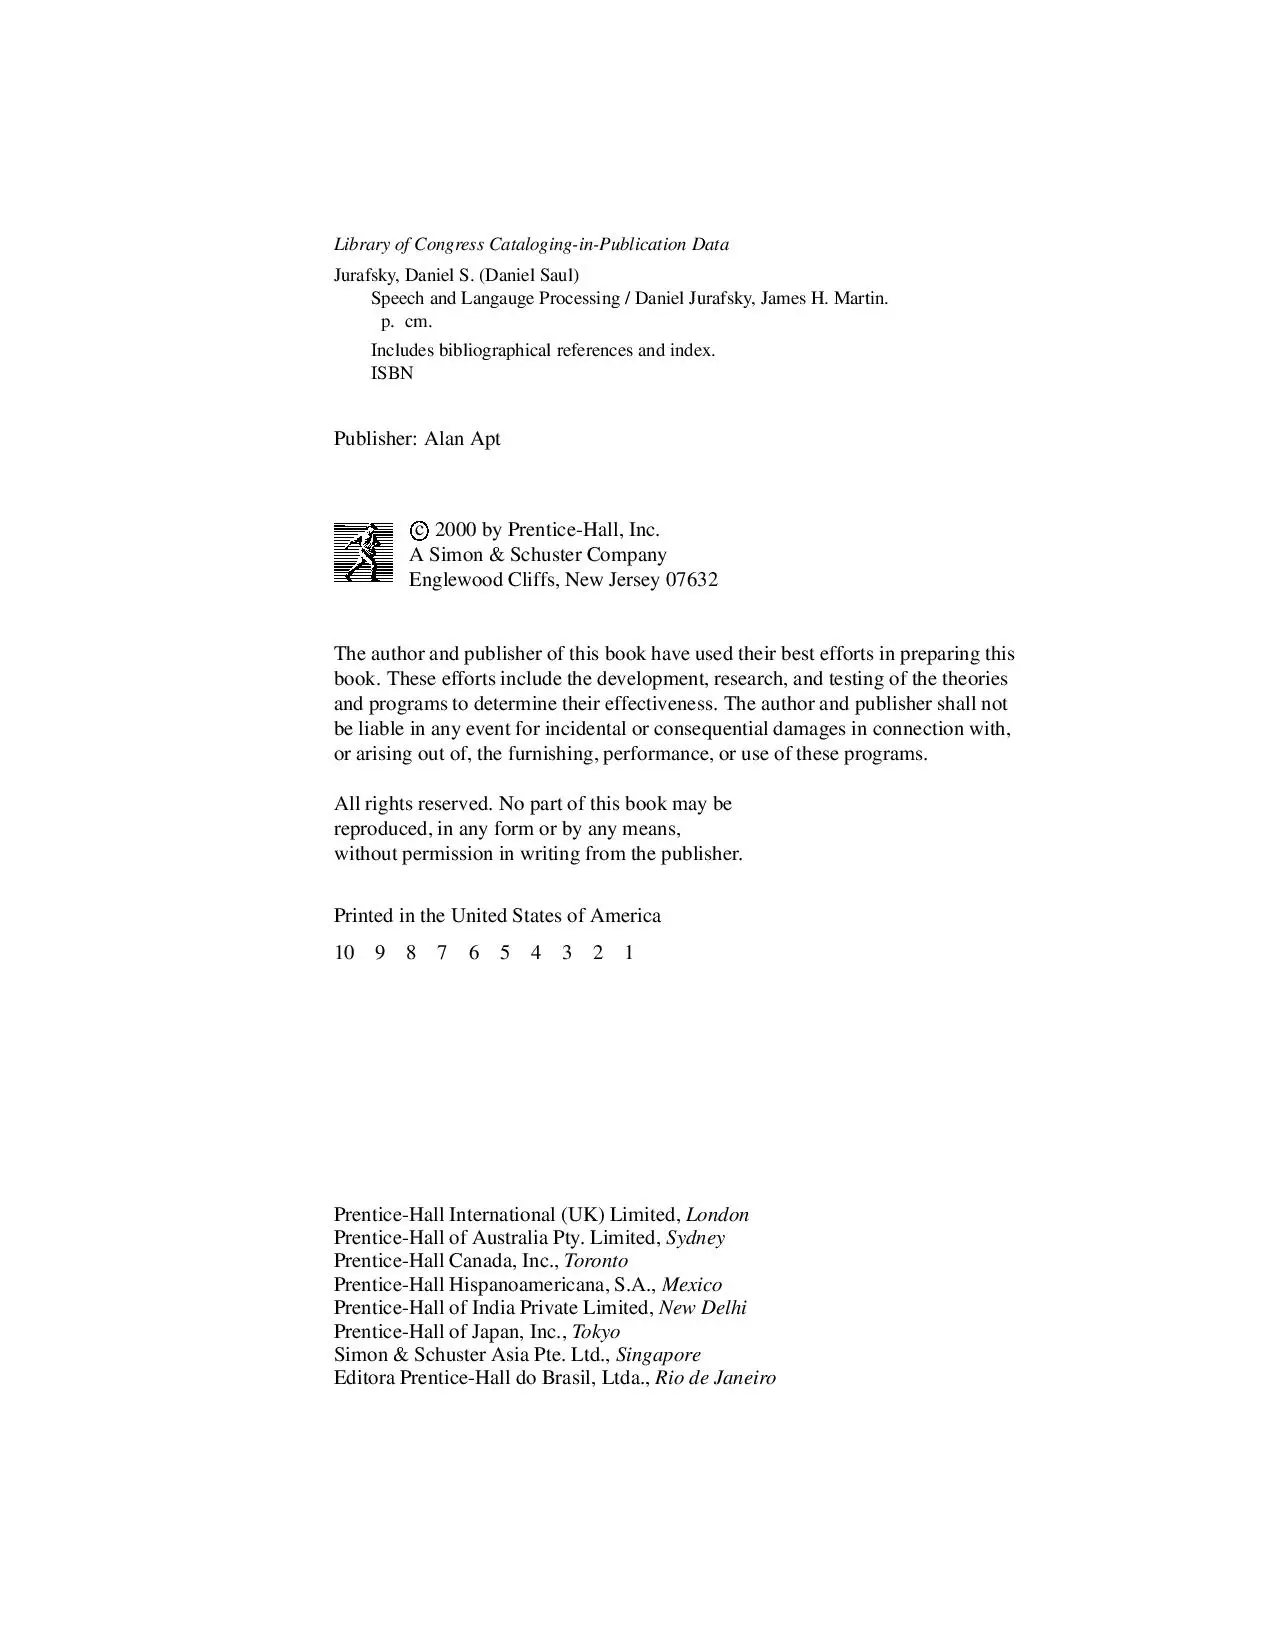 Library of Congress Cataloging-in-Publication Data
Jurafsky, Daniel S. (Daniel Saul)
Speech and Langauge Processing / Daniel Jurafsky, James H. Martin.
p. cm.
Includes bibliographical references and index.
ISBN
Publisher: Alan Apt
© 2000 by Prentice-Hall, Inc.
A Simon & Schuster Company
Englewood Cliffs, New Jersey 07632
The author and publisher of this book have used their best efforts in preparing this
book. These efforts include the development, research, and testing of the theories
and programs to determine their effectiveness. The author and publisher shall not
be liable in any event for incidental or consequential damages in connection with,
or arising out of, the furnishing, performance, or use of these programs.
All rights reserved. No part of this book may be
reproduced, in any form or by any means,
without permission in writing from the publisher.
Printed in the United States of America
10 9 8 7 6 5 4 3 2 1
Prentice-Hall International (UK) Limited, London
Prentice-Hall of Australia Pty. Limited, Sydney
Prentice-Hall Canada, Inc., Toronto
Prentice-Hall Hispanoamericana, S.A., Mexico
Prentice-Hall of India Private Limited, New Delhi
Prentice-Hall of Japan, Inc., Tokyo
Simon & Schuster Asia Pte. Ltd., Singapore
Editora Prentice-Hall do Brasil, Ltda., Rio de Janeiro